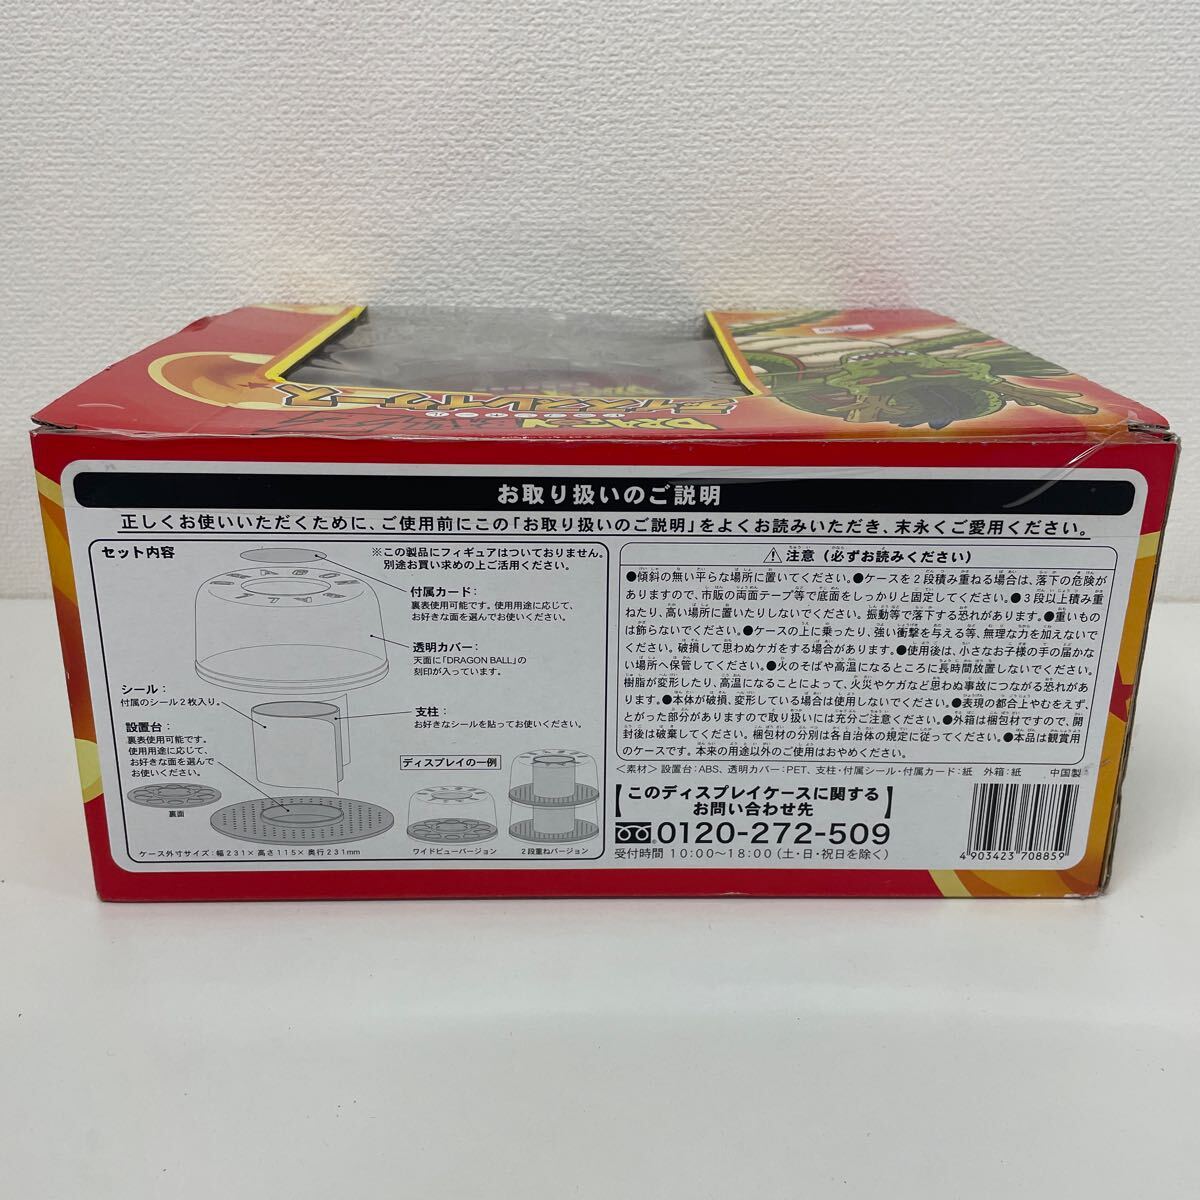 DRAGON BALL
ディスプレイケース
お取り扱いのご説明
正しくお使いいただくために、ご使用前にこの「お取り扱いのご説明」をよくお読みいただき、末永くご愛用ください。
セット内容
※この製品にフィギュアはついておりません。
別途お買い求めの上ご活用ください。
付属カード:
裏表使用可能です。使用用途に応じて、
お好きな面を選んでお使いください。
透明カバー:
天面に「DRAGON BALL」の
刻印が入っています。
シール:
付属のシール2枚入り。
支柱:
お好きなシールを貼ってお使いください。
設置台:
裏表使用可能です。
使用用途に応じて、
お好きな面を選んで
お使いください。
裏面
ディスプレイの一例
ワイドビューバージョン
2段重ねバージョン
ケース外寸サイズ:幅231×高さ115×奥行231mm
⚠注意(必ずお読みください)
●傾斜の無い平らな場所に置いてください。●ケースを2段積み重ねる場合は、落下の危険が
ありますので、市販の両面テープ等で底面をしっかりと固定してください。●3段以上積み重
ねたり、高い場所に置いたりしないでください。振動等で落下する恐れがあります。●重いもの
は飾らないでください。●ケースの上に乗ったり、強い衝撃を与える等、無理な力を加えないで
ください。破損して思わぬケガをする場合があります。●使用後は、小さなお子様の手の届かな
い場所へ保管してください。●火のそばや高温になるところに長時間放置しないでください。
樹脂が変形したり、高温になることによって、火災やケガなど思わぬ事故につながる恐れがあ
ります。●本体が破損、変形している場合は使用しないでください。●表現の都合上やむをえず、
とがった部分がありますので取り扱いには充分ご注意ください。●外箱は梱包材ですので、開
封後は破棄してください。梱包材の分別は各自治体の規定に従ってください。●本品は観賞用
のケースです。本来の用途以外のご使用はおやめください。
<素材>設置台:ABS、透明カバー:PET、支柱・付属シール・付属カード:紙 外箱:紙 中国製
【このディスプレイケースに関する
お問い合わせ先】
0120-272-509
受付時間 10:00〜18:00(土・日・祝日を除く)
4 903423 708859